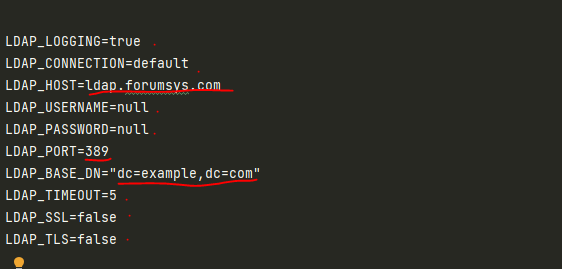 LDAP_LOGGING=true
LDAP_CONNECTION=default
LDAP_HOST=ldap.forumsys.com
LDAP_USERNAME=null
LDAP_PASSWORD=null
LDAP_PORT=389
LDAP_BASE_DN="dc=example,dc=com"
LDAP_TIMEOUT=5
LDAP_SSL=false
LDAP_TLS=false